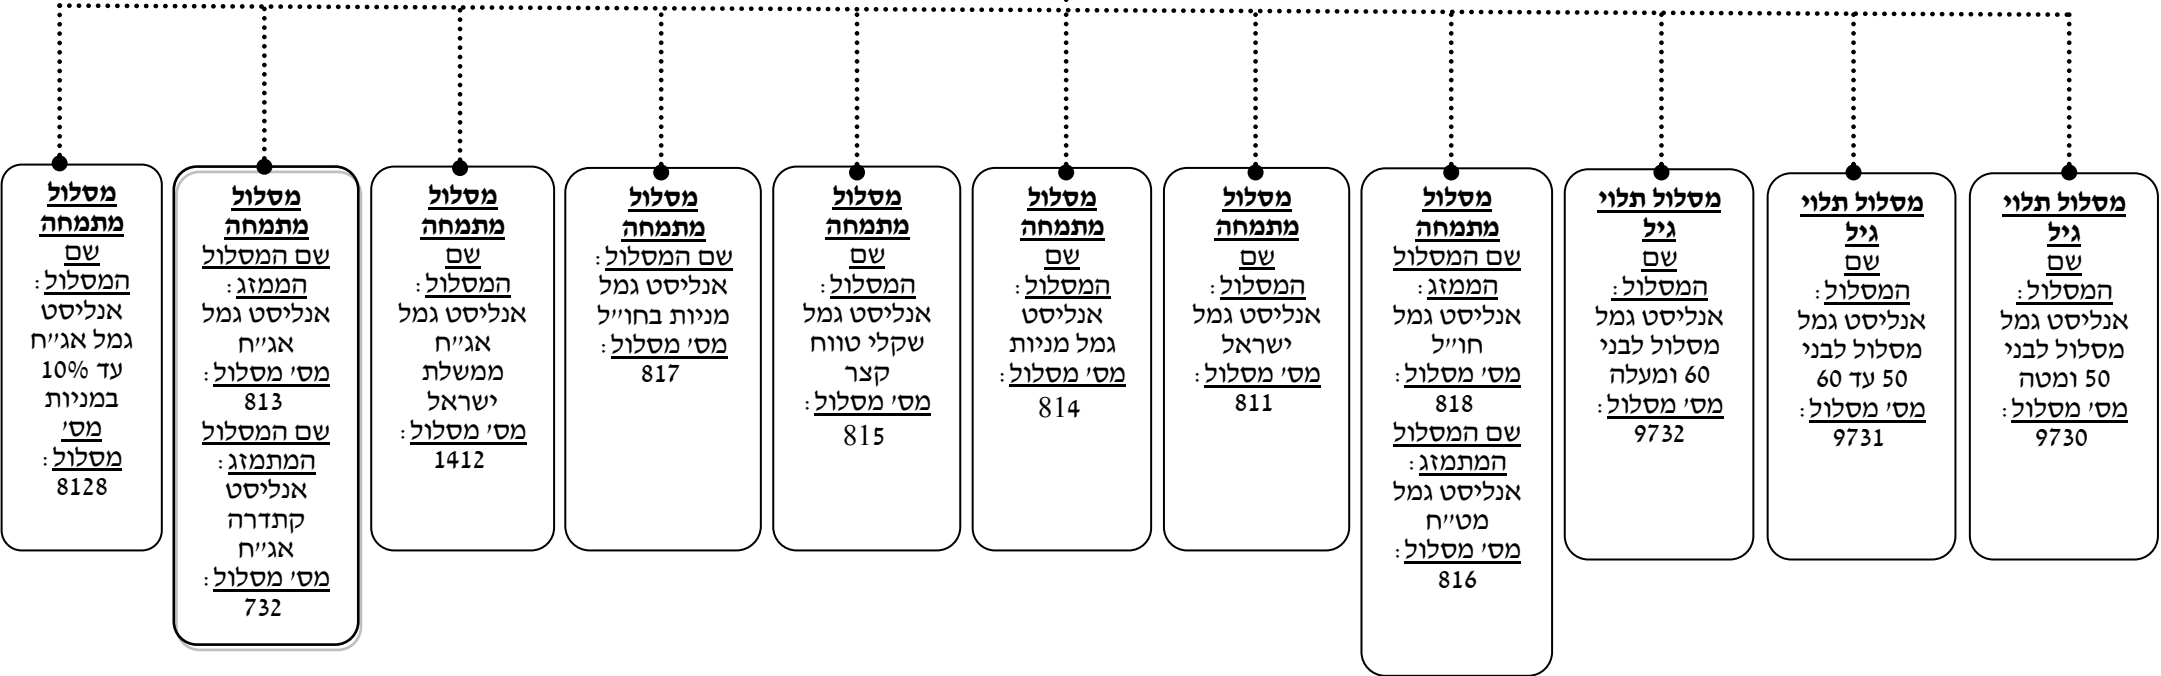 מסלול תלוי
גיל
שם
המסלול:
אנליסט גמל
מסלול לבני
50 ומטה
מס' מסלול:
9730
מסלול תלוי
גיל
שם
המסלול:
אנליסט גמל
מסלול לבני
50 עד 60
מס' מסלול:
9731
מסלול תלוי
גיל
שם
המסלול:
אנליסט גמל
מסלול לבני
60 ומעלה
מס' מסלול:
9732
מסלול
מתמחה
שם המסלול
הממזג:
אנליסט גמל
חו"ל
מס' מסלול:
818
שם המסלול
המתמזג:
אנליסט גמל
מט"ח
מס' מסלול:
816
מסלול
מתמחה
שם
המסלול:
אנליסט גמל
ישראל
מס' מסלול:
811
מסלול
מתמחה
שם
המסלול:
אנליסט
גמל מניות
מס' מסלול:
814
מסלול
מתמחה
שם
המסלול:
אנליסט גמל
שקלי טווח
קצר
מס' מסלול:
815
מסלול
מתמחה
שם המסלול:
אנליסט גמל
מניות בחו"ל
מס' מסלול:
817
מסלול
מתמחה
שם
המסלול:
אנליסט גמל
אג"ח
ממשלת
ישראל
מס' מסלול:
1412
מסלול
מתמחה
שם המסלול
הממזג:
אנליסט גמל
אג"ח
מס' מסלול:
813
שם המסלול
המתמזג:
אנליסט
קתדרה
אג"ח
מס' מסלול:
732
מסלול
מתמחה
שם
המסלול:
אנליסט
גמל אג"ח
עד 10%
במניות
מס'
מסלול:
8128